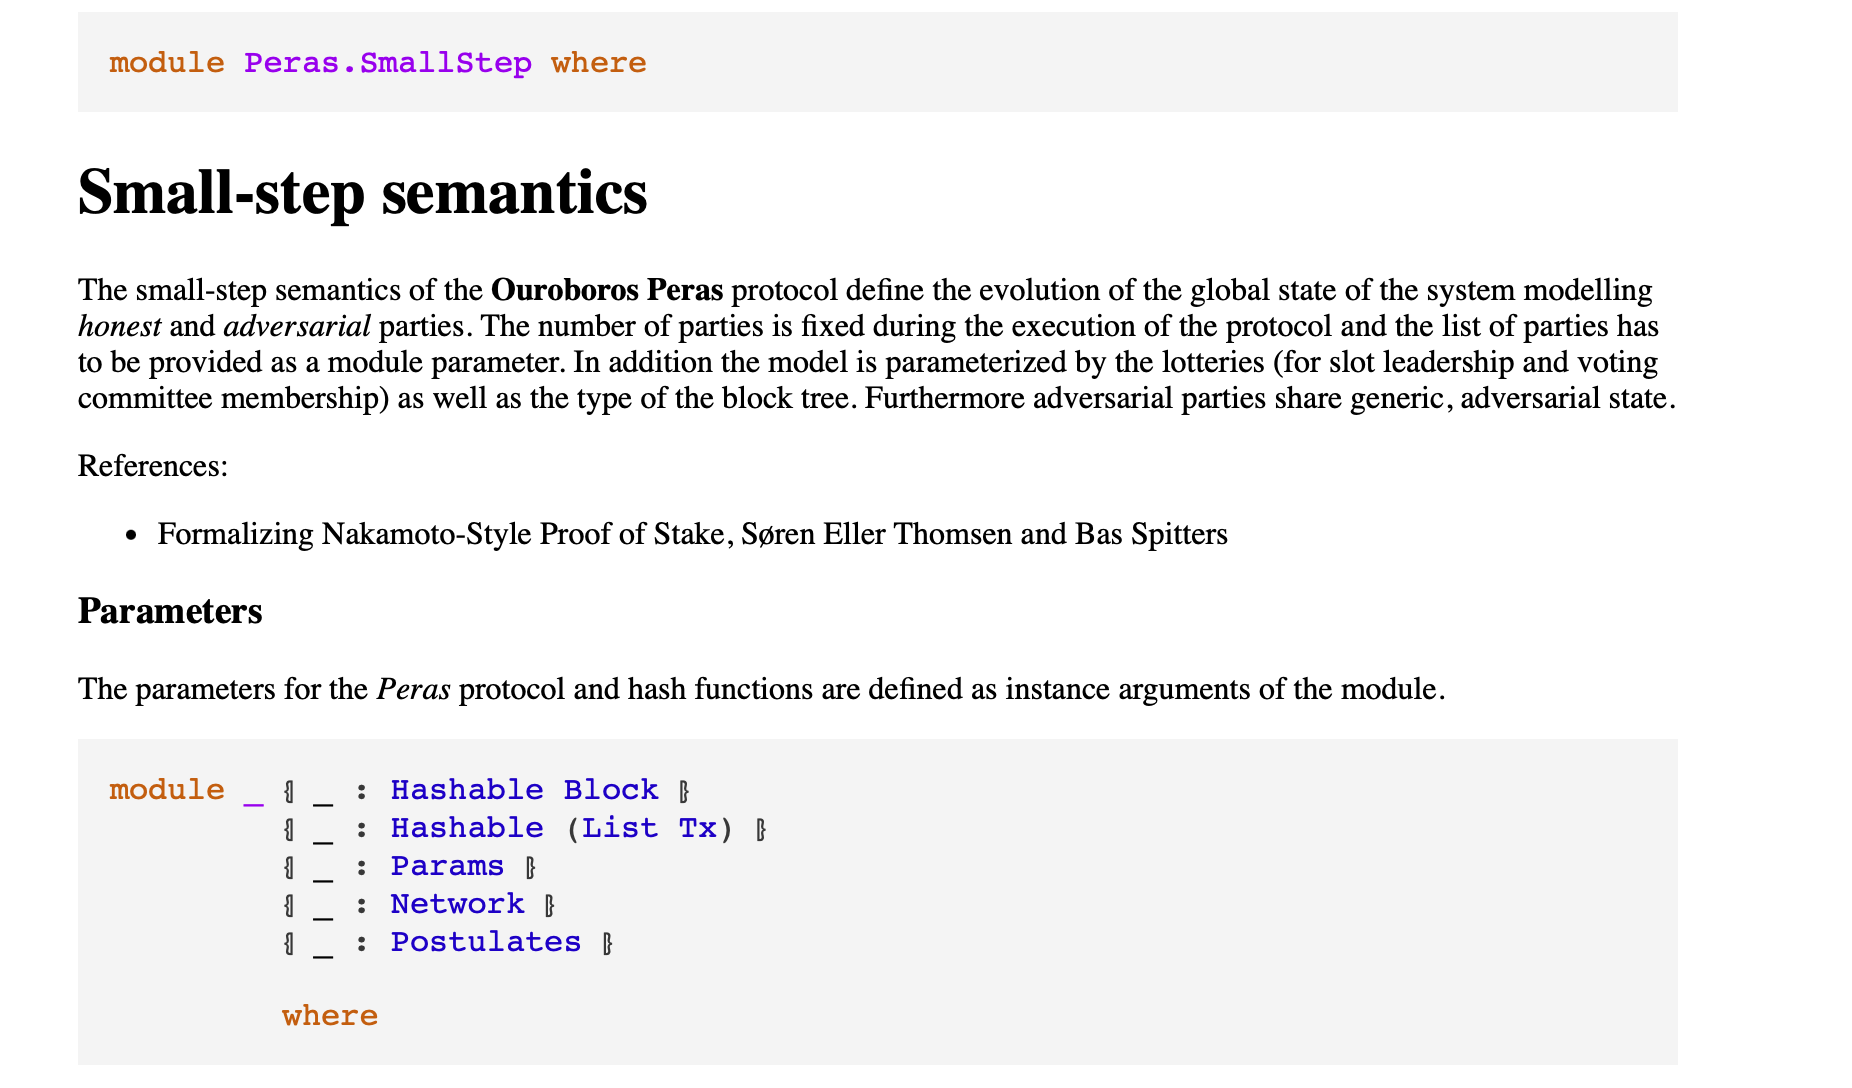 module Peras.SmallStep where
Small-step semantics
The small-step semantics of the Ouroboros Peras protocol define the evolution of the global state of the system modelling
honest and adversarial parties. The number of parties is fixed during the execution of the protocol and the list of parties has
to be provided as a module parameter. In addition the model is parameterized by the lotteries (for slot leadership and voting
committee membership) as well as the type of the block tree. Furthermore adversarial parties share generic, adversarial state.
References:
• Formalizing Nakamoto-Style Proof of Stake, Søren Eller Thomsen and Bas Spitters
Parameters
The parameters for the Peras protocol and hash functions are defined as instance arguments of the module.
module _ ⦃ _ : Hashable Block ⦄
⦃ _ : Hashable (List Tx) ⦄
⦃ _ : Params ⦄
⦃ _ : Network ⦄
⦃ _ : Postulates ⦄
where